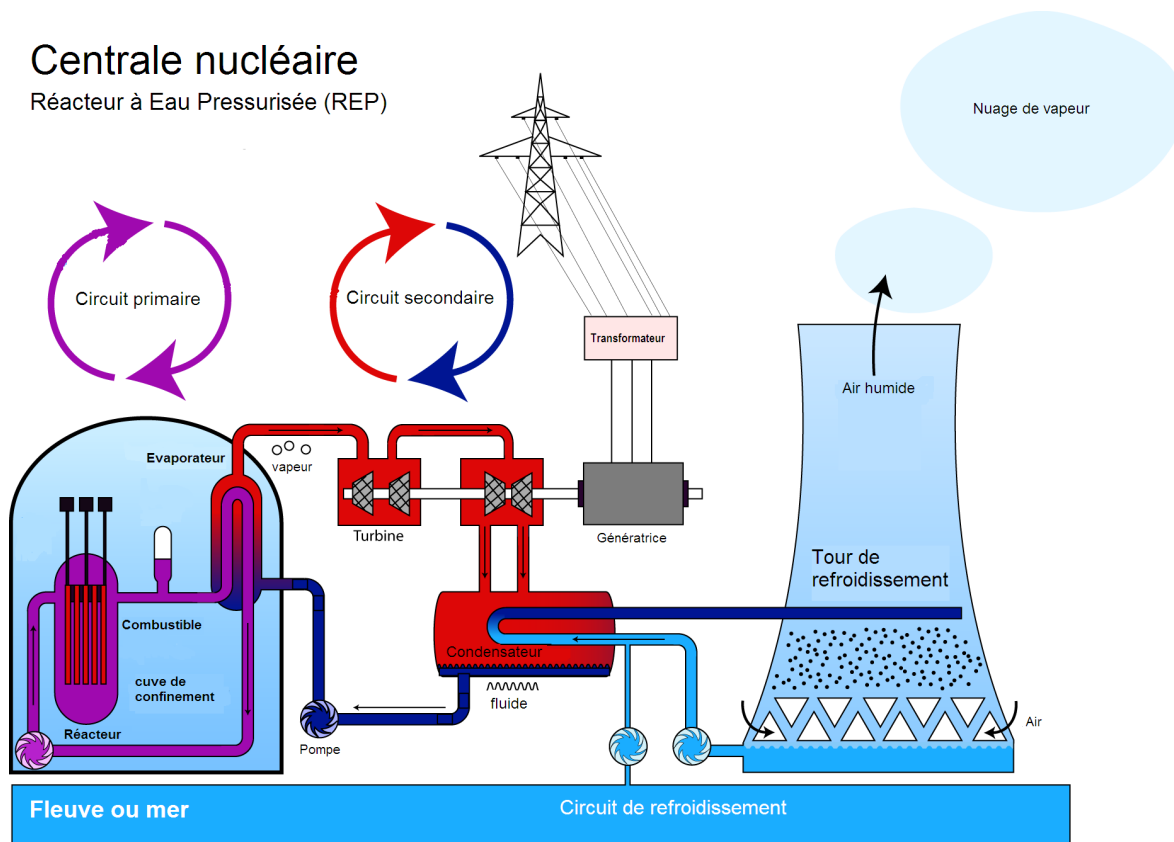 Centrale nucléaire
Réacteur à Eau Pressurisée (REP)
Nuage de vapeur
Circuit primaire
Circuit secondaire
Transformateur
Air humide
Evaporateur
vapeur
Turbine
Génératrice
Tour de
refroidissement
Combustible
Condensateur
cuve de
confinement
fluide
Réacteur
Pompe
Air
Fleuve ou mer
Circuit de refroidissement